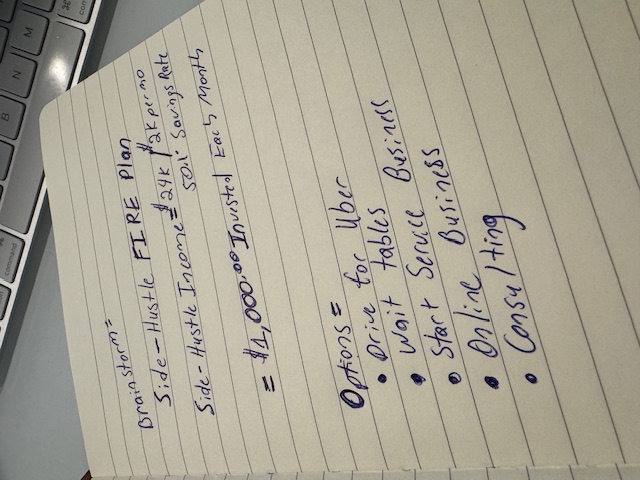 command
B
N
M
⌘
Brainstorm=
Side-Hustle FIRE Plan
Side-Hustle Income = $24K / $2K per mo
50% Savings Rate
= $1,000.00 Invested Each Month
Options =
• Drive for Uber
• Wait tables
• Start Service Business
• Online Business
• Consulting